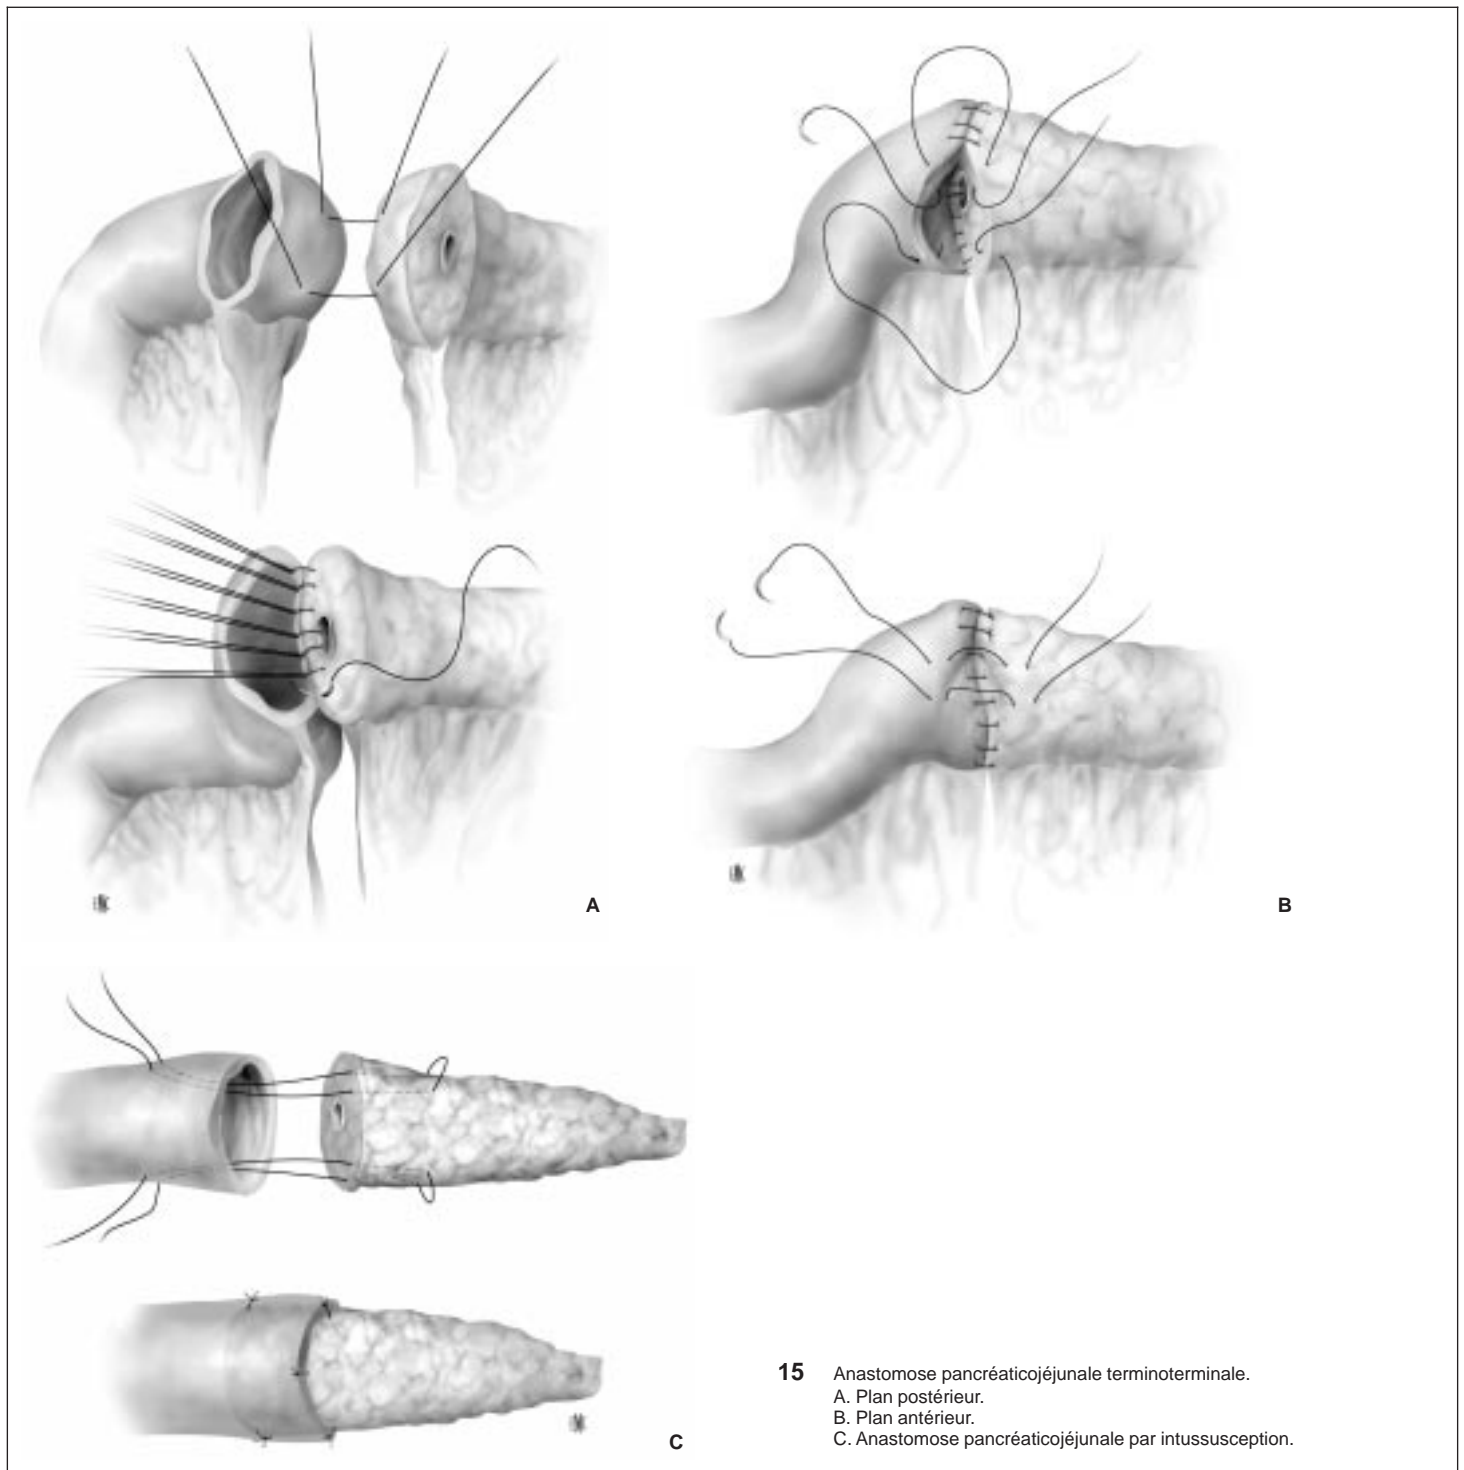 A
B
C
15 Anastomose pancréaticojéjunale terminoterminale.
A. Plan postérieur.
B. Plan antérieur.
C. Anastomose pancréaticojéjunale par intussusception.